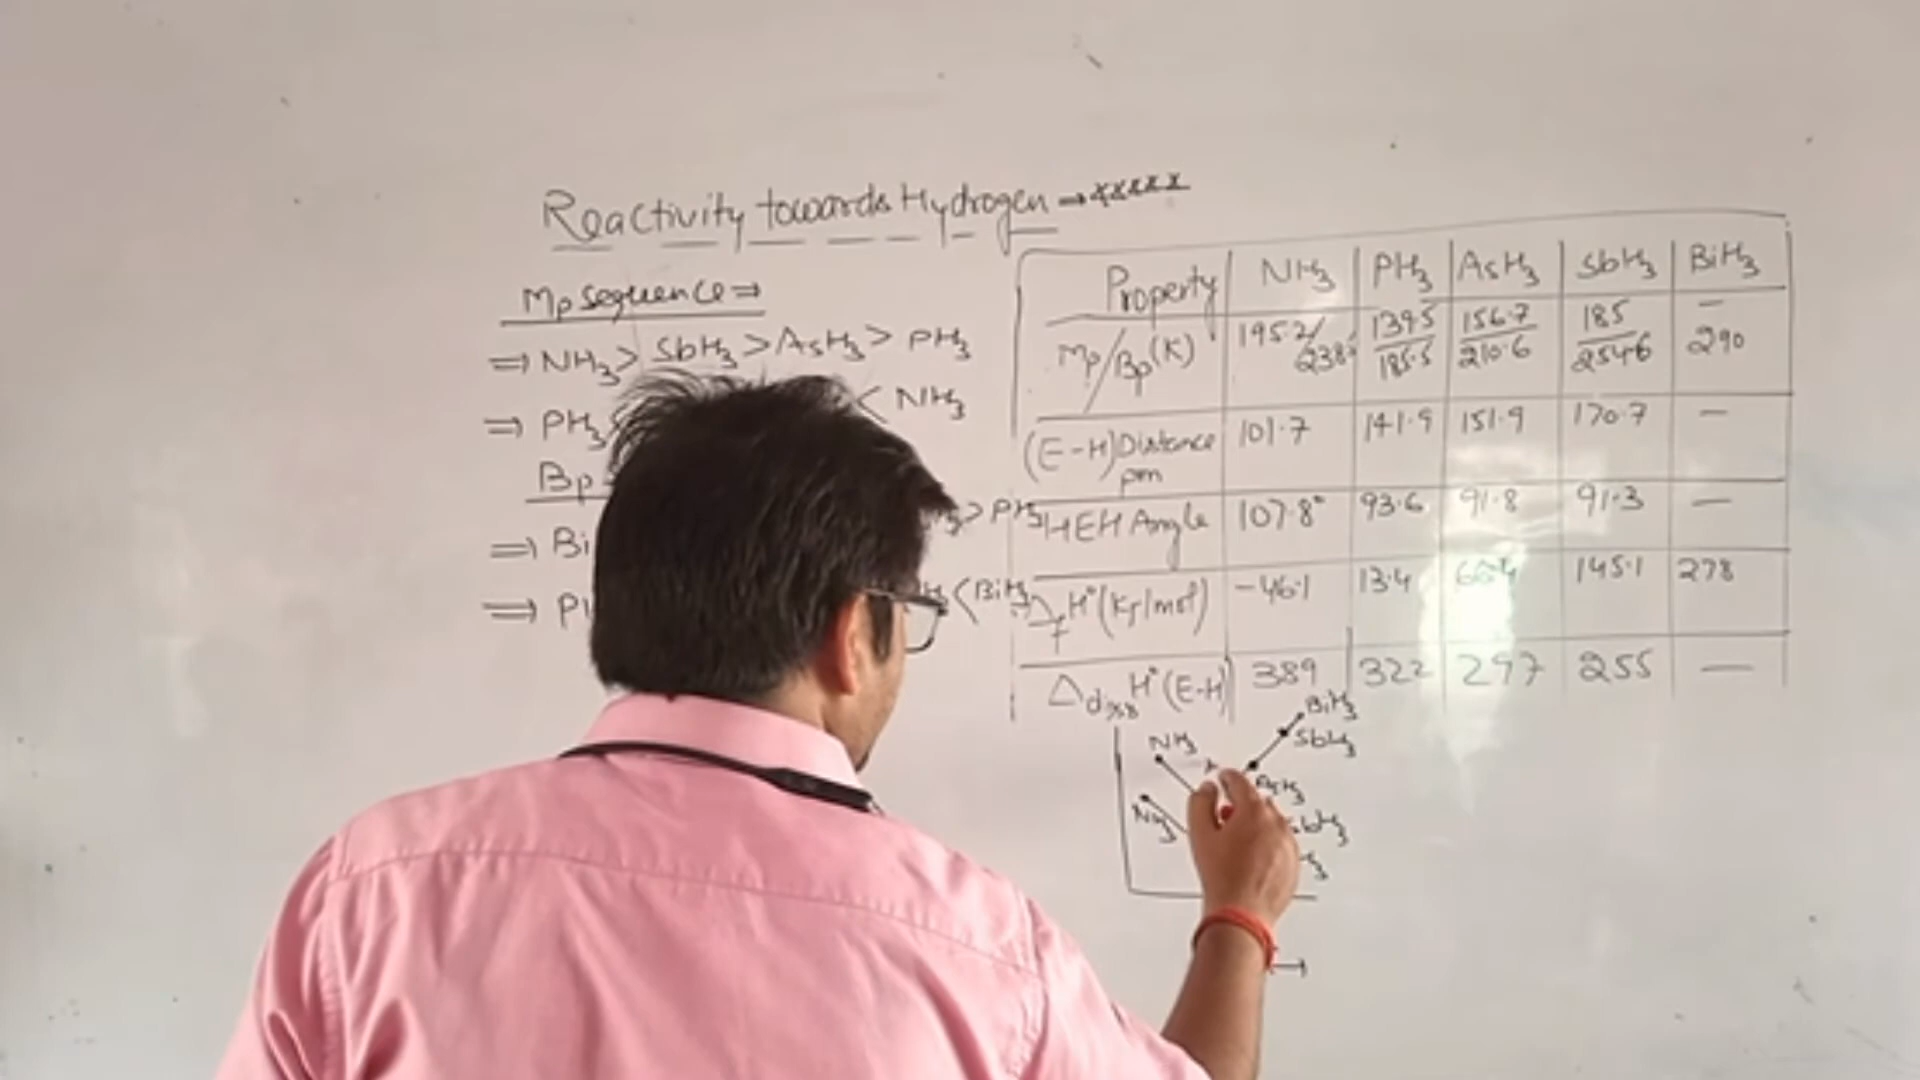 Reactivity towards Hydrogen → xxxxx
Mp sequence ⇒
⇒ NH₃ > SbH₃ > AsH₃ > PH₃
⇒ PH₃ < NH₃
Bp
⇒ Bi > PH₃
⇒ < BiH₃
Property NH₃ PH₃ AsH₃ SbH₃ BiH₃
Mp/Bp (K) 195.2/238. 139.5/185.5 156.7/210.6 185/254.6 —/290
(E-H) Distance pm 101.7 141.9 151.9 170.7 —
HEH Angle 107.8° 93.6 91.8 91.3 —
ΔfH°(KJ/mol) -46.1 13.4 66.4 145.1 278
ΔdissH°(E-H) 389 322 297 255 —
BiH₃
NH₃ SbH₃
AsH₃
NH₃ SbH₃